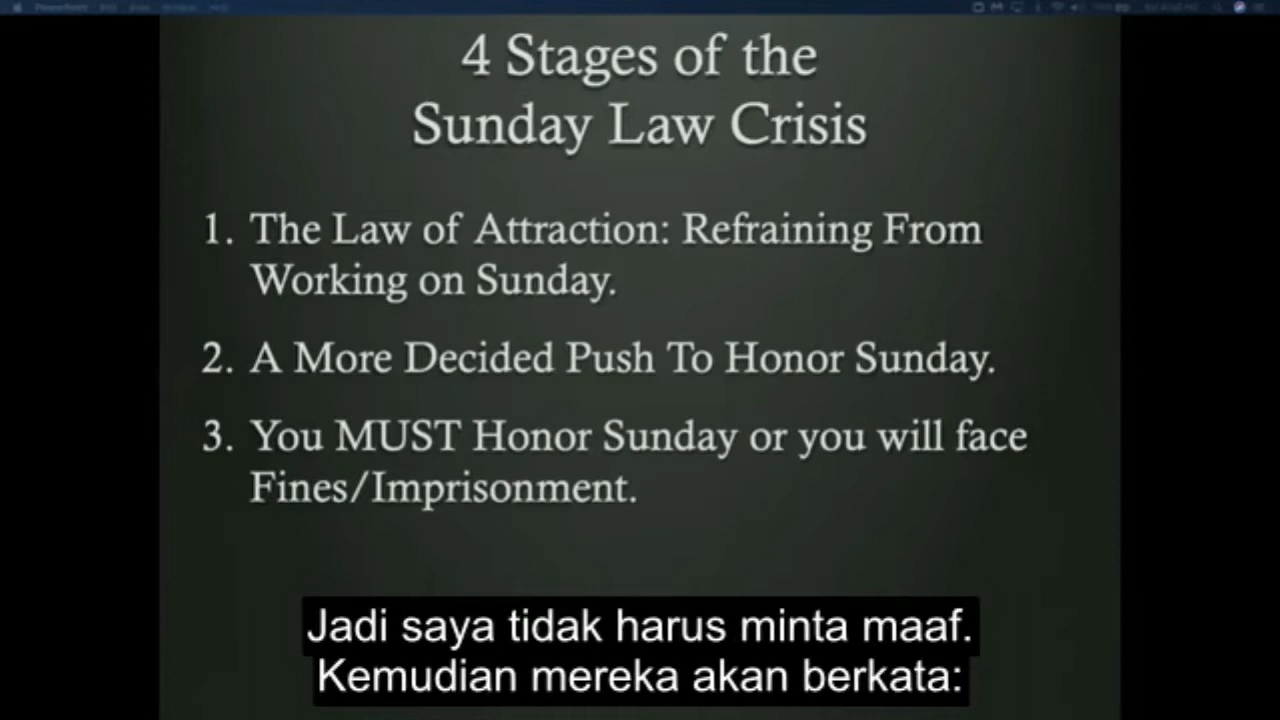 4 Stages of the
Sunday Law Crisis
1. The Law of Attraction: Refraining From
Working on Sunday.
2. A More Decided Push To Honor Sunday.
3. You MUST Honor Sunday or you will face
Fines/Imprisonment.
Jadi saya tidak harus minta maaf.
Kemudian mereka akan berkata: